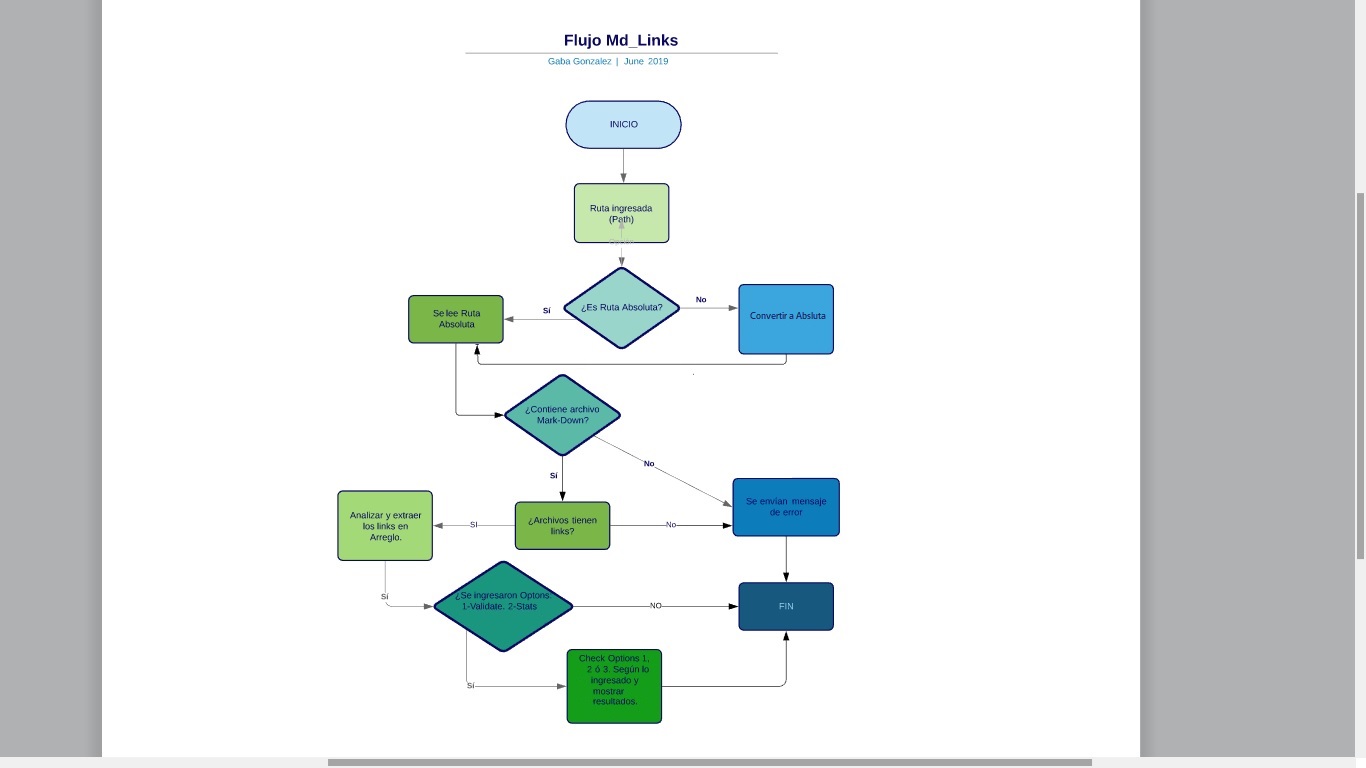 Flujo Md_Links
Gaba Gonzalez | June 2019
INICIO
Ruta ingresada
(Path)
¿Es Ruta Absoluta?
Sí
No
Se lee Ruta
Absoluta
Convertir a Absluta
¿Contiene archivo
Mark-Down?
Sí
No
Se envían mensaje
de error
Analizar y extraer
los links en
Arreglo.
SI
¿Archivos tienen
links?
No
Sí
¿Se ingresaron Optons:
1-Validate. 2-Stats
NO
FIN
Sí
Check Options 1,
2 ó 3. Según lo
ingresado y
mostrar
resultados.